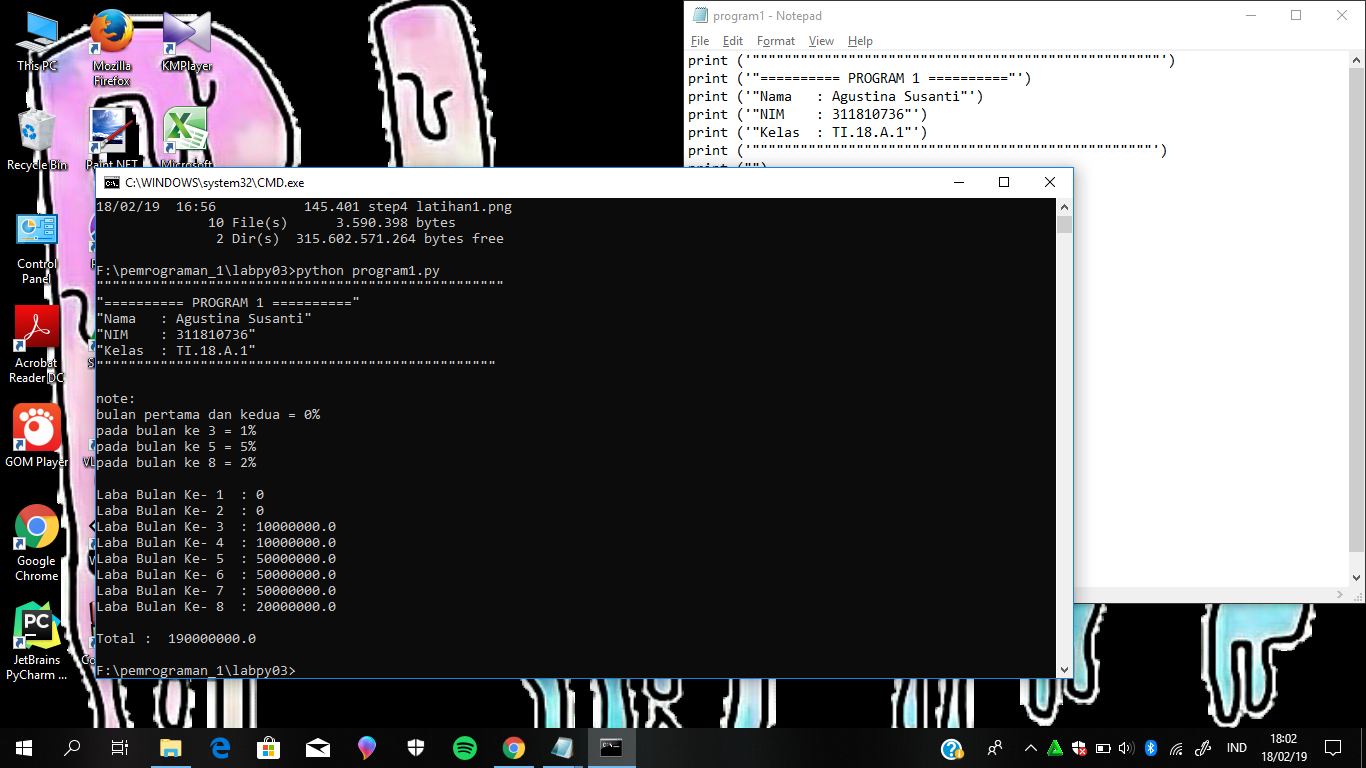 This PC
Mozilla Firefox
KMPlayer
Recycle Bin
Paint.NET
Microsoft
Control Panel
Acrobat Reader DC
GOM Player
Google Chrome
JetBrains PyCharm ...
program1 - Notepad
File Edit Format View Help
print ('"""""""""""""""""""""""""""""""""""""""""""""""""""')
print ('"========== PROGRAM 1 =========="')
print ('"Nama   : Agustina Susanti"')
print ('"NIM    : 311810736"')
print ('"Kelas  : TI.18.A.1"')
print ('""""""""""""""""""""""""""""""""""""""""""""""""""')
print ("")
C:\WINDOWS\system32\CMD.exe
18/02/19  16:56           145.401 step4 latihan1.png
10 File(s)      3.590.398 bytes
2 Dir(s)  315.602.571.264 bytes free
F:\pemrograman_1\labpy03>python program1.py
"""""""""""""""""""""""""""""""""""""""""""""""""""
"========== PROGRAM 1 =========="
"Nama   : Agustina Susanti"
"NIM    : 311810736"
"Kelas  : TI.18.A.1"
""""""""""""""""""""""""""""""""""""""""""""""""""
note:
bulan pertama dan kedua = 0%
pada bulan ke 3 = 1%
pada bulan ke 5 = 5%
pada bulan ke 8 = 2%
Laba Bulan Ke- 1  : 0
Laba Bulan Ke- 2  : 0
Laba Bulan Ke- 3  : 10000000.0
Laba Bulan Ke- 4  : 10000000.0
Laba Bulan Ke- 5  : 50000000.0
Laba Bulan Ke- 6  : 50000000.0
Laba Bulan Ke- 7  : 50000000.0
Laba Bulan Ke- 8  : 20000000.0
Total :  190000000.0
F:\pemrograman_1\labpy03>
IND
18:02
18/02/19